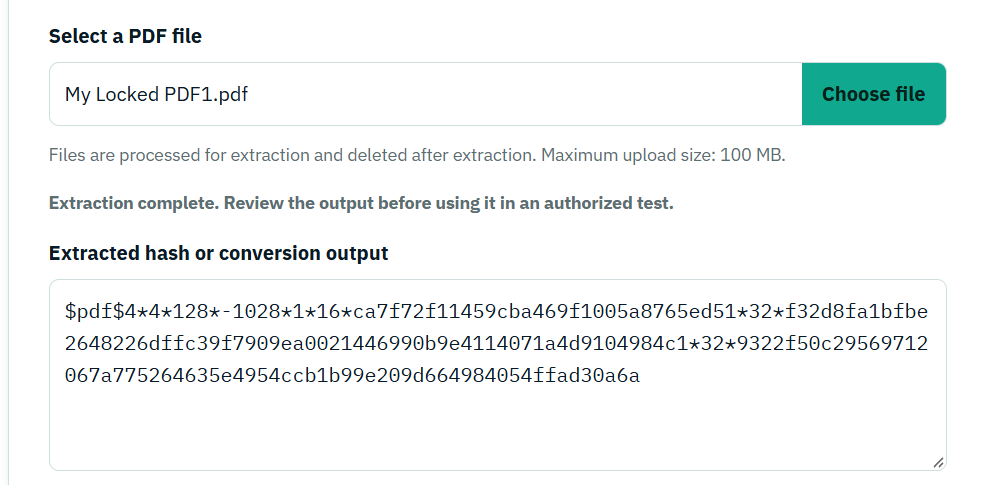 Select a PDF file
My Locked PDF1.pdf
Choose file
Files are processed for extraction and deleted after extraction. Maximum upload size: 100 MB.
Extraction complete. Review the output before using it in an authorized test.
Extracted hash or conversion output
$pdf$4*4*128*-1028*1*16*ca7f72f11459cba469f1005a8765ed51*32*f32d8fa1bfbe
2648226dffc39f7909ea0021446990b9e4114071a4d9104984c1*32*9322f50c29569712
067a775264635e4954ccb1b99e209d664984054ffad30a6a